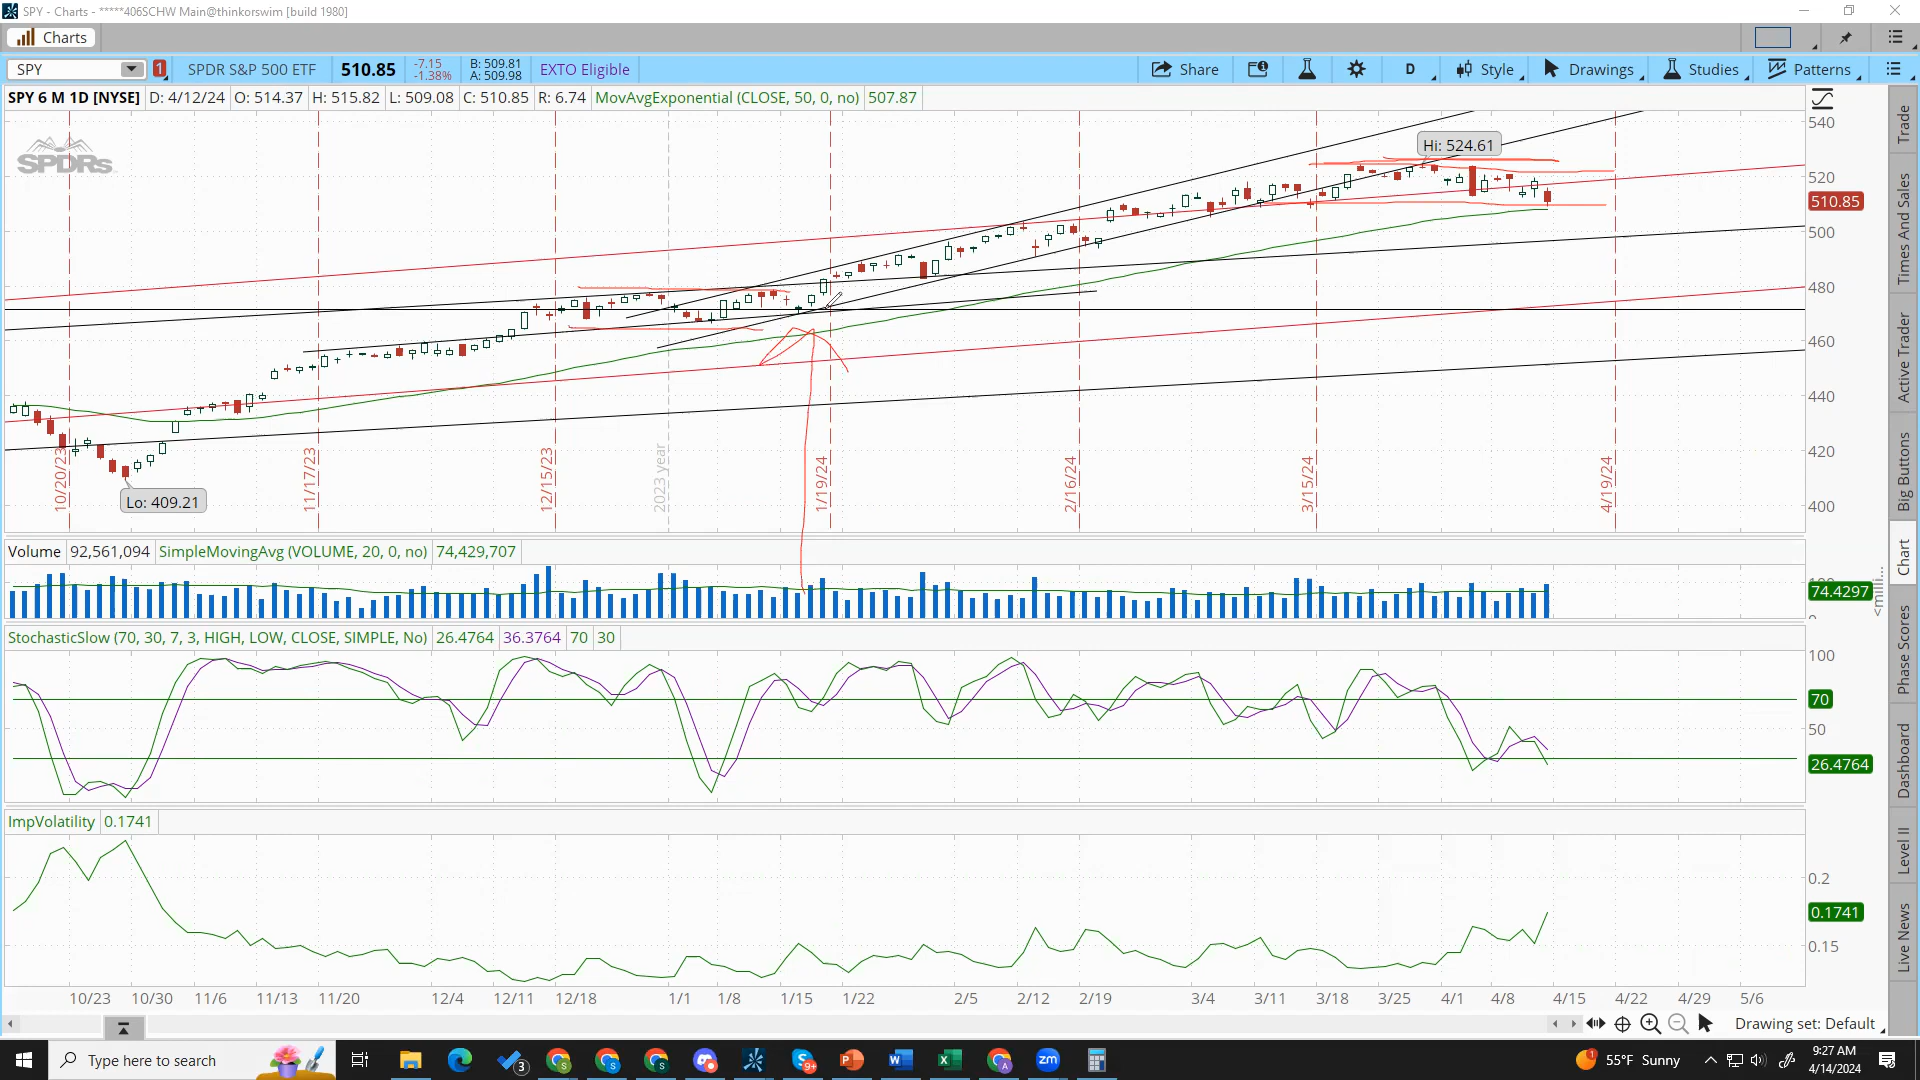 SPY - Charts - *****406SCHW Main@thinkorswim [build 1980]
Charts
SPY 1 SPDR S&P 500 ETF 510.85 -7.15 -1.38% B: 509.81 A: 509.98 EXTO Eligible Share D Style Drawings Studies Patterns
SPY 6 M 1D [NYSE] D: 4/12/24 O: 514.37 H: 515.82 L: 509.08 C: 510.85 R: 6.74 MovAvgExponential (CLOSE, 50, 0, no) 507.87
SPDRs
Hi: 524.61
Lo: 409.21
540
520
510.85
500
480
460
440
420
400
10/20/23
11/17/23
12/15/23
2023 year
1/19/24
2/16/24
3/15/24
4/19/24
Volume 92,561,094 SimpleMovingAvg (VOLUME, 20, 0, no) 74,429,707
74.4297
<mill...
StochasticSlow (70, 30, 7, 3, HIGH, LOW, CLOSE, SIMPLE, No) 26.4764 36.3764 70 30
100
70
50
26.4764
ImpVolatility 0.1741
0.2
0.1741
0.15
10/23 10/30 11/6 11/13 11/20 12/4 12/11 12/18 1/1 1/8 1/15 1/22 2/5 2/12 2/19 3/4 3/11 3/18 3/25 4/1 4/8 4/15 4/22 4/29 5/6
Drawing set: Default
Trade
Times And Sales
Active Trader
Big Buttons
Chart
Phase Scores
Dashboard
Level II
Live News
Type here to search
3
9+
1
55°F Sunny
9:27 AM
4/14/2024